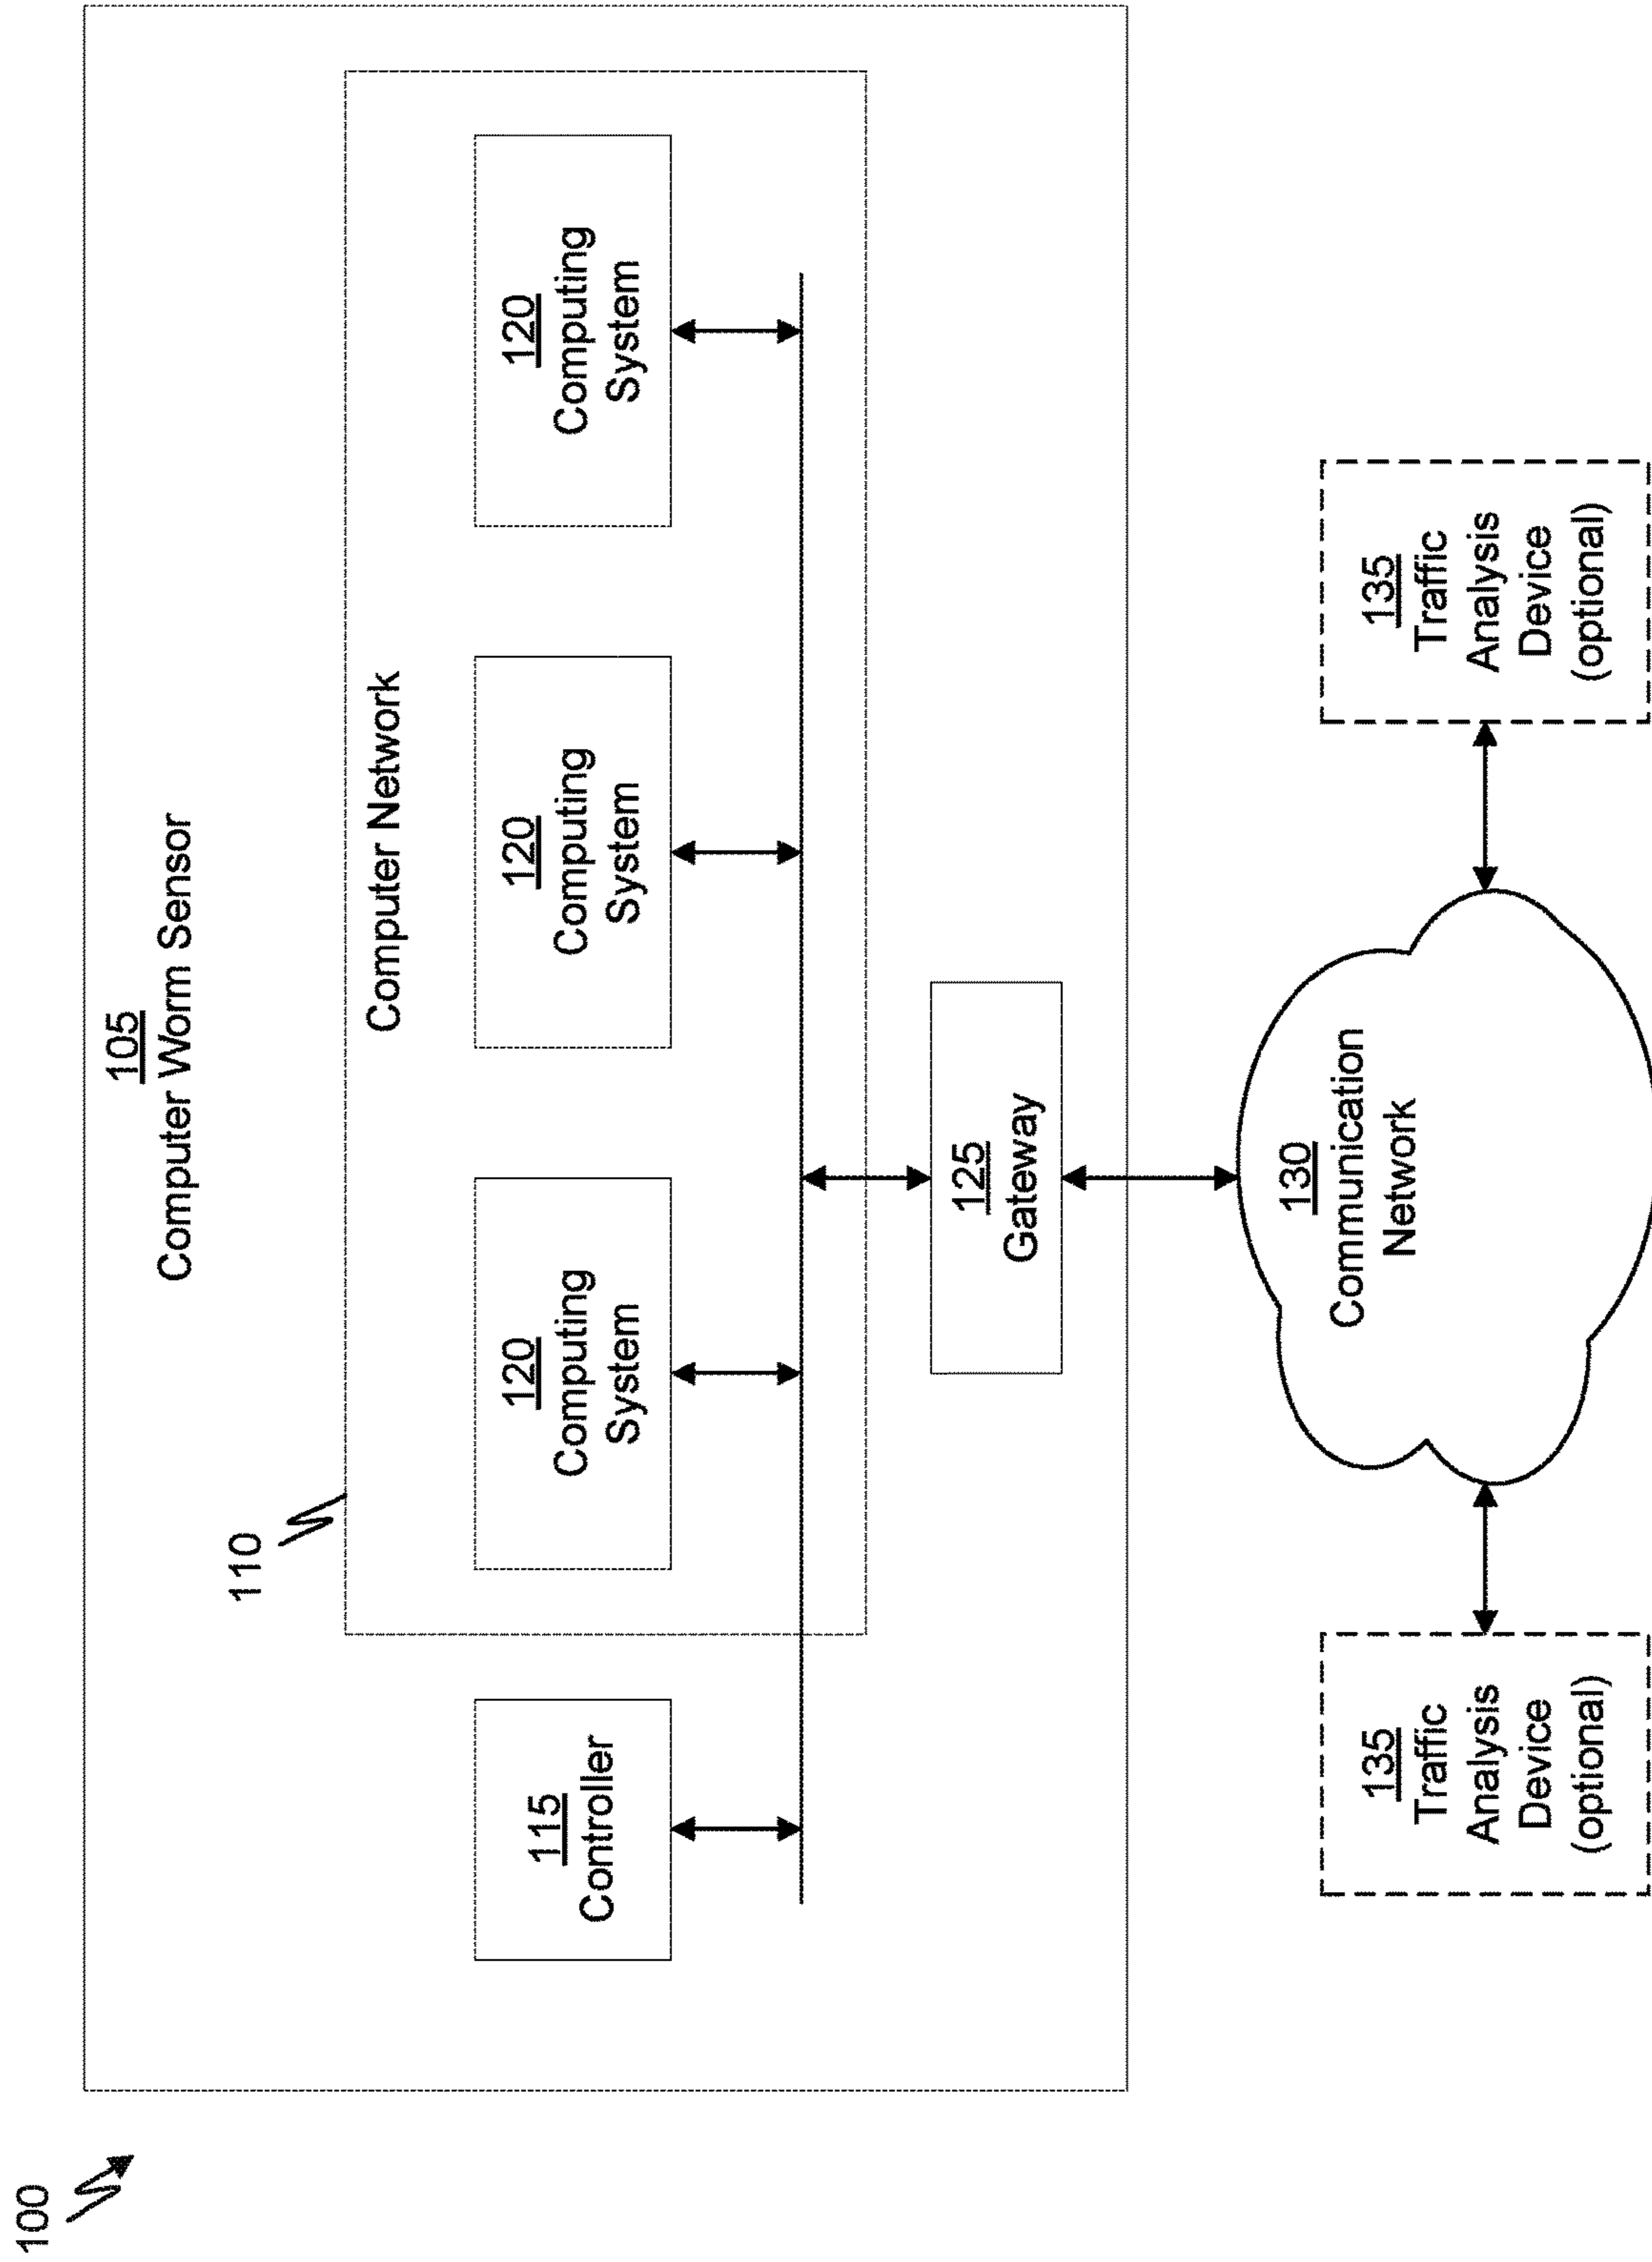 100
105
Computer Worm Sensor
110
Computer Network
115
Controller
120
Computing
System
120
Computing
System
120
Computing
System
125
Gateway
130
Communication
Network
135
Traffic
Analysis
Device
(optional)
135
Traffic
Analysis
Device
(optional)